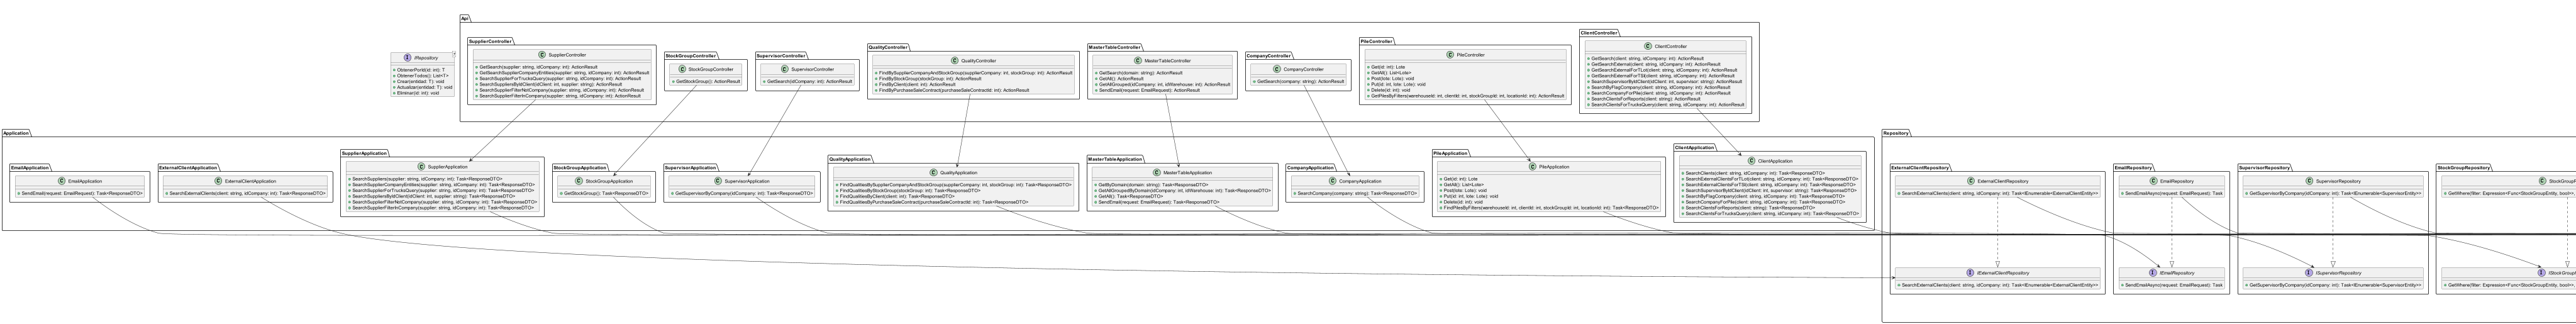 Api
IRepository
T
ObtenerPorId(id: int): T
ObtenerTodos(): List<T>
Crear(entidad: T): void
Actualizar(entidad: T): void
Eliminar(id: int): void
SupplierController
SupplierController
GetSearch(supplier: string, idCompany: int): ActionResult
GetSearchSupplierCompanyEntities(supplier: string, idCompany: int): ActionResult
SearchSupplierForTrucksQuery(supplier: string, idCompany: int): ActionResult
SearchSuppliersByIdClient(idClient: int, supplier: string): ActionResult
SearchSupplierFilterNotCompany(supplier: string, idCompany: int): ActionResult
SearchSupplierFilterInCompany(supplier: string, idCompany: int): ActionResult
StockGroupController
StockGroupController
GetStockGroup(): ActionResult
SupervisorController
SupervisorController
GetSearch(idCompany: int): ActionResult
QualityController
QualityController
FindBySupplierCompanyAndStockGroup(supplierCompany: int, stockGroup: int): ActionResult
FindByStockGroup(stockGroup: int): ActionResult
FindByClient(client: int): ActionResult
FindByPurchaseSaleContract(purchaseSaleContractId: int): ActionResult
MasterTableController
MasterTableController
GetSearch(domain: string): ActionResult
GetAll(): ActionResult
GetAllGrouped(idCompany: int, idWarehouse: int): ActionResult
SendEmail(request: EmailRequest): ActionResult
CompanyController
CompanyController
GetSearch(company: string): ActionResult
PileController
PileController
Get(id: int): Lote
GetAll(): List<Lote>
Post(lote: Lote): void
Put(id: int, lote: Lote): void
Delete(id: int): void
GetPilesByFilters(warehouseId: int, clientId: int, stockGroupId: int, locationId: int): ActionResult
ClientController
ClientController
GetSearch(client: string, idCompany: int): ActionResult
GetSearchExternal(client: string, idCompany: int): ActionResult
GetSearchExternalForTLoi(client: string, idCompany: int): ActionResult
GetSearchExternalForTSI(client: string, idCompany: int): ActionResult
SearchSupervisorByIdClient(idClient: int, supervisor: string): ActionResult
SearchByFlagCompany(client: string, idCompany: int): ActionResult
SearchCompanyForPile(client: string, idCompany: int): ActionResult
SearchClientsForReports(client: string): ActionResult
SearchClientsForTrucksQuery(client: string, idCompany: int): ActionResult
Application
EmailApplication
EmailApplication
SendEmail(request: EmailRequest): Task<ResponseDTO>
ExternalClientApplication
ExternalClientApplication
SearchExternalClients(client: string, idCompany: int): Task<ResponseDTO>
SupplierApplication
SupplierApplication
SearchSuppliers(supplier: string, idCompany: int): Task<ResponseDTO>
SearchSupplierCompanyEntities(supplier: string, idCompany: int): Task<ResponseDTO>
SearchSupplierForTruckQuery(supplier: string, idCompany: int): Task<ResponseDTO>
SearchSuppliersByIdClient(idClient: int, supplier: string): Task<ResponseDTO>
SearchSupplierFilterNotCompany(supplier: string, idCompany: int): Task<ResponseDTO>
SearchSupplierFilterInCompany(supplier: string, idCompany: int): Task<ResponseDTO>
StockGroupApplication
StockGroupApplication
GetStockGroup(): Task<ResponseDTO>
SupervisorApplication
SupervisorApplication
GetSupervisorByCompany(idCompany: int): Task<ResponseDTO>
QualityApplication
QualityApplication
FindQualitiesBySupplierCompanyAndStockGroup(supplierCompany: int, stockGroup: int): Task<ResponseDTO>
FindQualitiesByStockGroup(stockGroup: int): Task<ResponseDTO>
FindQualitiesByClient(client: int): Task<ResponseDTO>
FindQualitiesByPurchaseSaleContract(purchaseSaleContractId: int): Task<ResponseDTO>
MasterTableApplication
MasterTableApplication
GetByDomain(domain: string): Task<ResponseDTO>
GetAllGroupedByDomain(idCompany: int, idWarehouse: int): Task<ResponseDTO>
GetAll(): Task<ResponseDTO>
SendEmail(request: EmailRequest): Task<ResponseDTO>
CompanyApplication
CompanyApplication
SearchCompany(company: string): Task<ResponseDTO>
PileApplication
PileApplication
Get(id: int): Lote
GetAll(): List<Lote>
Post(lote: Lote): void
Put(id: int, lote: Lote): void
Delete(id: int): void
FindPilesByFilters(warehouseId: int, clientId: int, stockGroupId: int, locationId: int): Task<ResponseDTO>
ClientApplication
ClientApplication
SearchClients(client: string, idCompany: int): Task<ResponseDTO>
SearchExternalClientsForTLI(client: string, idCompany: int): Task<ResponseDTO>
SearchExternalClientsForTSI(client: string, idCompany: int): Task<ResponseDTO>
SearchSupervisorByIdClient(idClient: int, supervisor: string): Task<ResponseDTO>
SearchByFlagCompany(client: string, idCompany: int): Task<ResponseDTO>
SearchCompanyForPile(client: string, idCompany: int): Task<ResponseDTO>
SearchClientsForReports(client: string): Task<ResponseDTO>
SearchClientsForTrucksQuery(client: string, idCompany: int): Task<ResponseDTO>
Repository
ExternalClientRepository
ExternalClientRepository
SearchExternalClients(client: string, idCompany: int): Task<IEnumerable<ExternalClientEntity>>
IExternalClientRepository
SearchExternalClients(client: string, idCompany: int): Task<IEnumerable<ExternalClientEntity>>
EmailRepository
EmailRepository
SendEmailAsync(request: EmailRequest): Task
IEmailRepository
SendEmailAsync(request: EmailRequest): Task
SupervisorRepository
SupervisorRepository
GetSupervisorByCompany(idCompany: int): Task<IEnumerable<SupervisorEntity>>
ISupervisorRepository
GetSupervisorByCompany(idCompany: int): Task<IEnumerable<SupervisorEntity>>
StockGroupRepository
StockGroupR
GetWhere(filter: Expression<Func<StockGroupEntity, bool>>,
IStockGroupR
GetWhere(filter: Expression<Func<StockGroupEntity, bool>>,